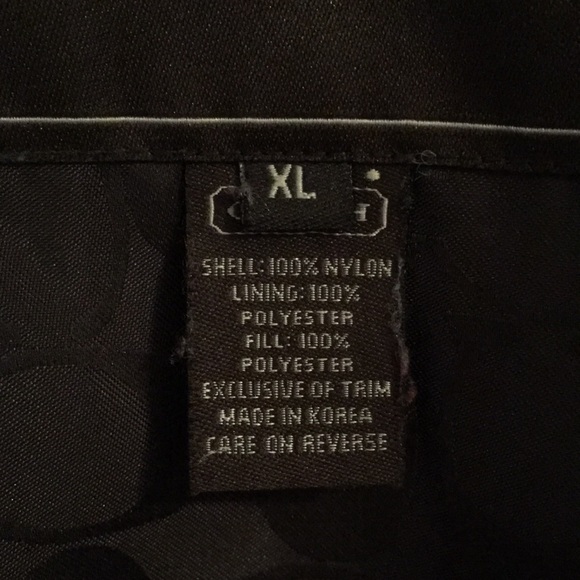 XL
SHELL: 100% NYLON
LINING: 100%
POLYESTER
FILL: 100%
POLYESTER
EXCLUSIVE OF TRIM
MADE IN KOREA
CARE ON REVERSE